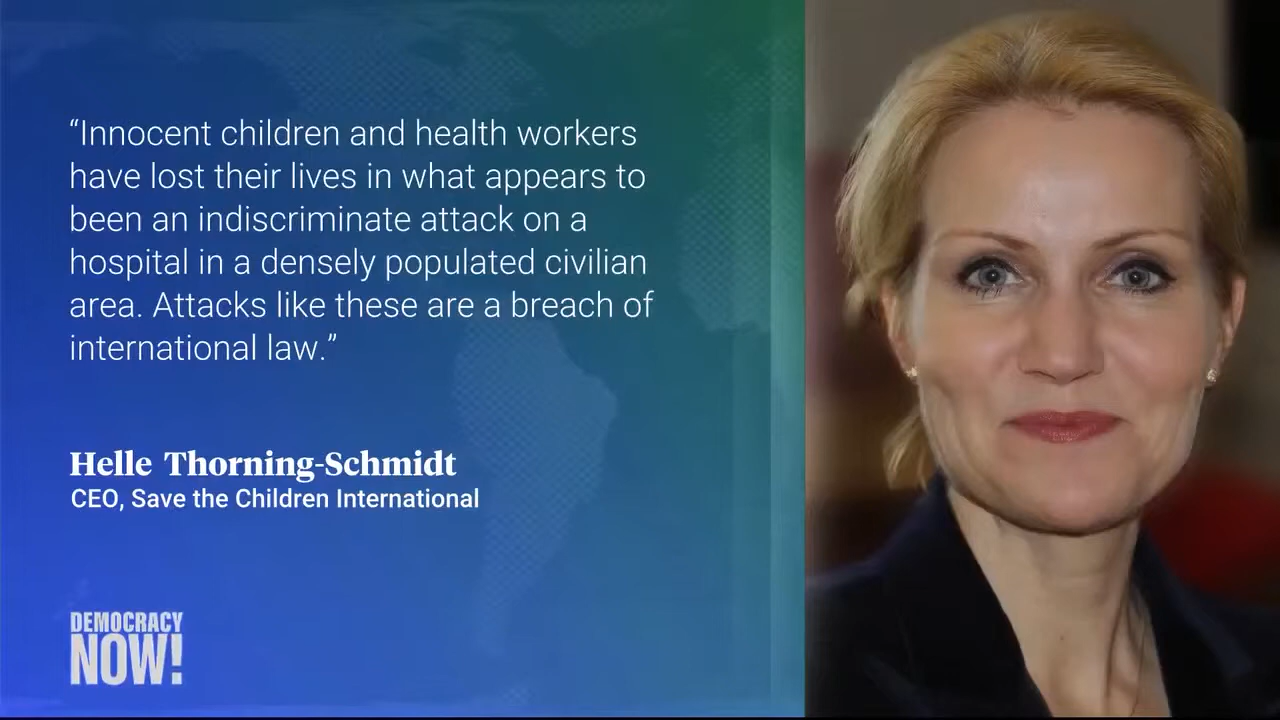 “Innocent children and health workers
have lost their lives in what appears to
been an indiscriminate attack on a
hospital in a densely populated civilian
area. Attacks like these are a breach of
international law.”
Helle Thorning-Schmidt
CEO, Save the Children International
DEMOCRACY
NOW!